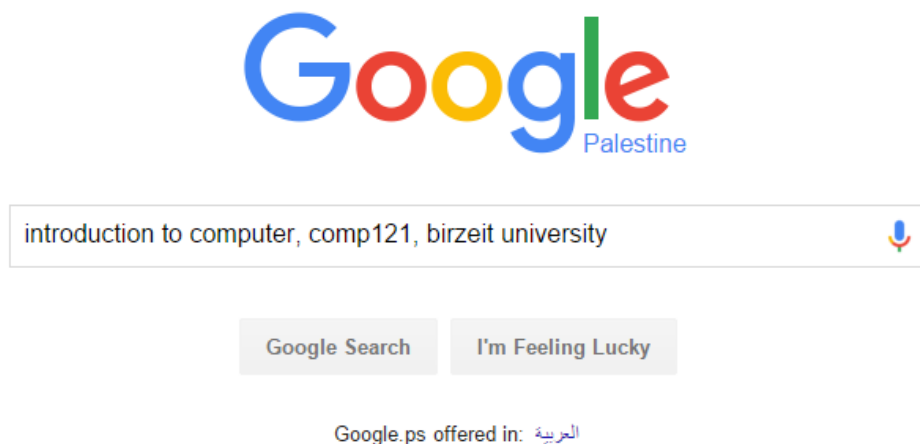 Google
Palestine
introduction to computer, comp121, birzeit university
Google Search I'm Feeling Lucky
Google.ps offered in: العربية